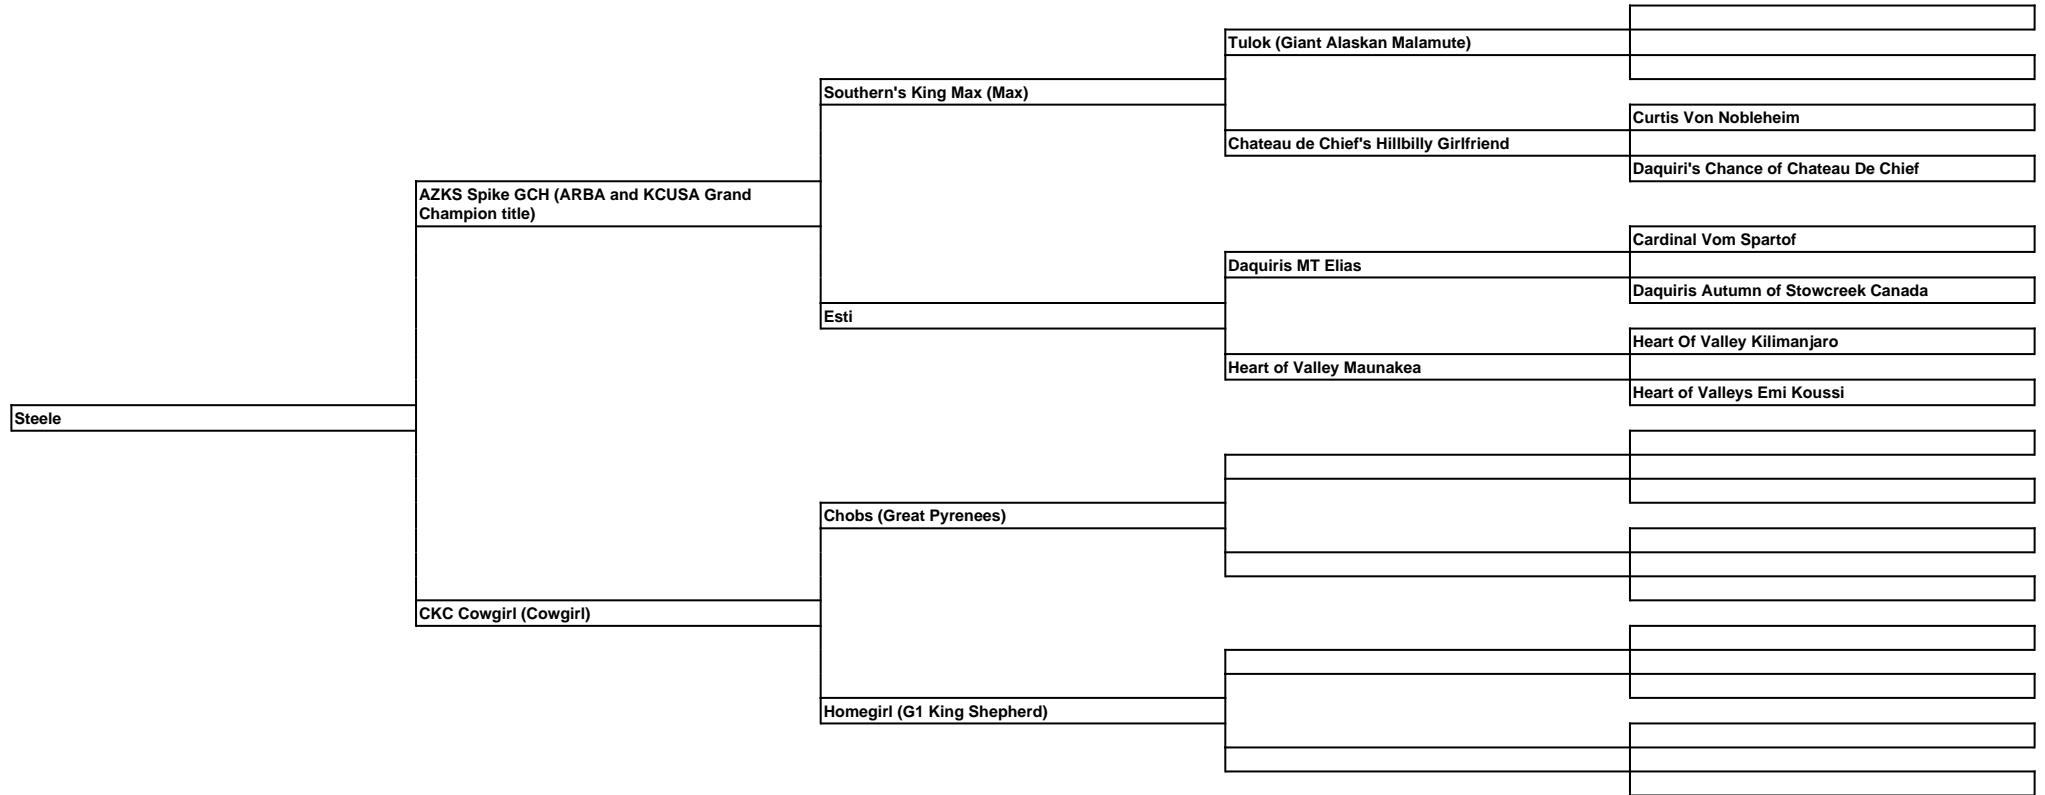 Tulok (Giant Alaskan Malamute)
Southern's King Max (Max)
Curtis Von Nobleheim
Chateau de Chief's Hillbilly Girlfriend
Daquiri's Chance of Chateau De Chief
AZKS Spike GCH (ARBA and KCUSA Grand
Champion title)
Cardinal Vom Spartof
Daquiris MT Elias
Daquiris Autumn of Stowcreek Canada
Esti
Heart Of Valley Kilimanjaro
Heart of Valley Maunakea
Heart of Valleys Emi Koussi
Steele
Chobs (Great Pyrenees)
CKC Cowgirl (Cowgirl)
Homegirl (G1 King Shepherd)